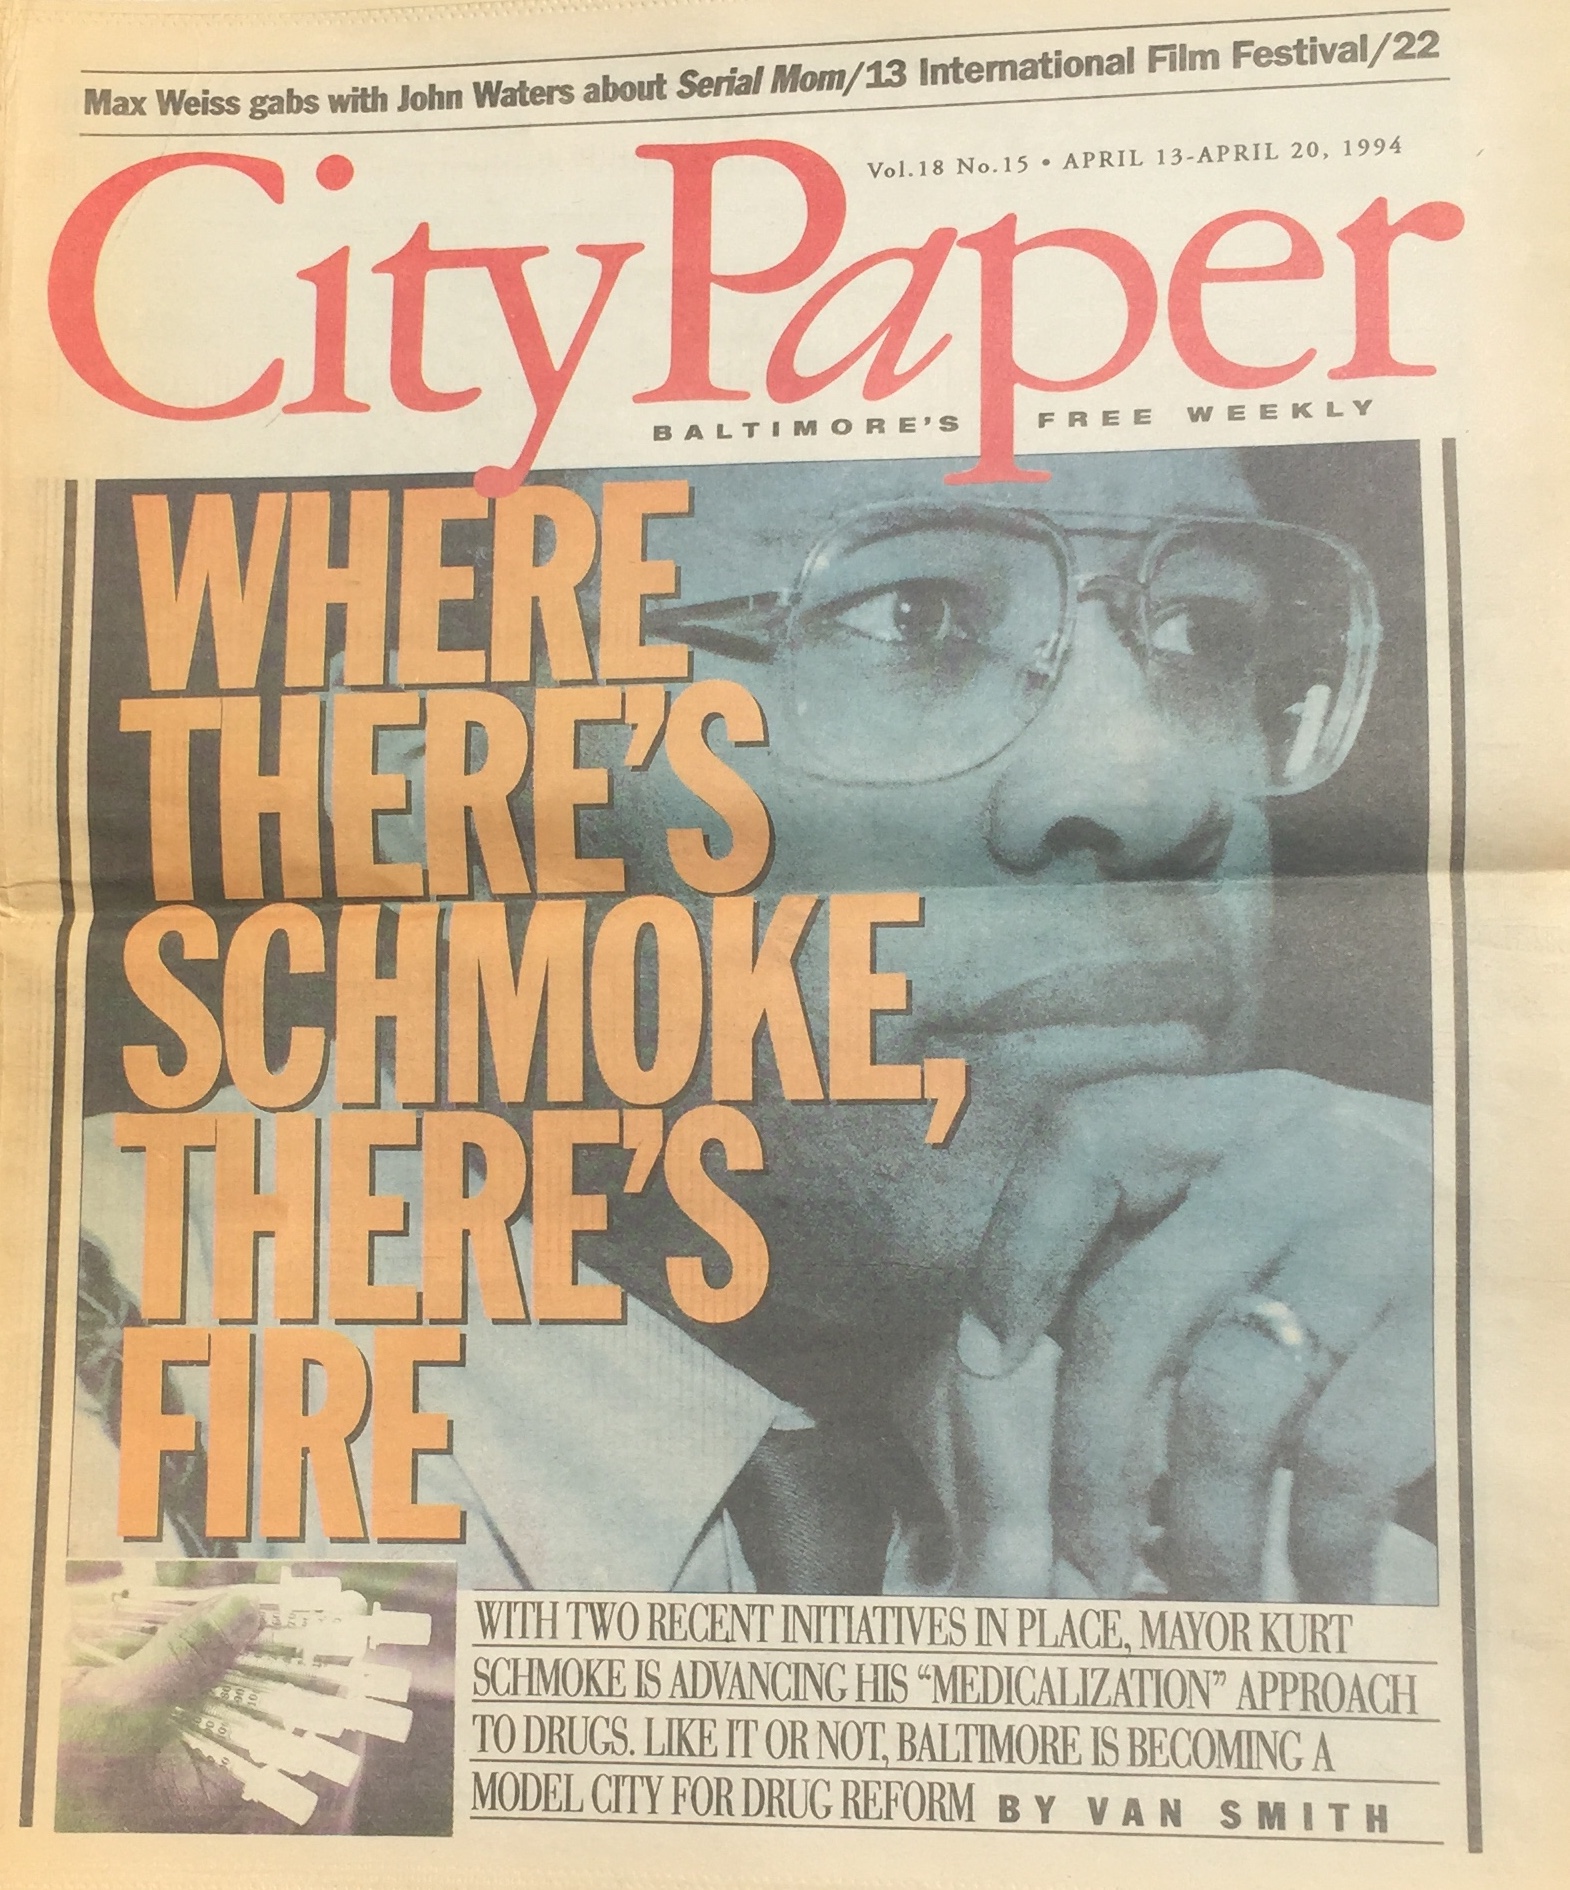 Max Weiss gabs with John Waters about Serial Mom/13 International Film Festival/22
Vol.18 No.15 • APRIL 13-APRIL 20, 1994
CityPaper
BALTIMORE'S FREE WEEKLY
WHERE
THERE'S
SCHMOKE,
THERE'S
FIRE
WITH TWO RECENT INITIATIVES IN PLACE, MAYOR KURT
SCHMOKE IS ADVANCING HIS “MEDICALIZATION” APPROACH
TO DRUGS. LIKE IT OR NOT, BALTIMORE IS BECOMING A
MODEL CITY FOR DRUG REFORM BY VAN SMITH